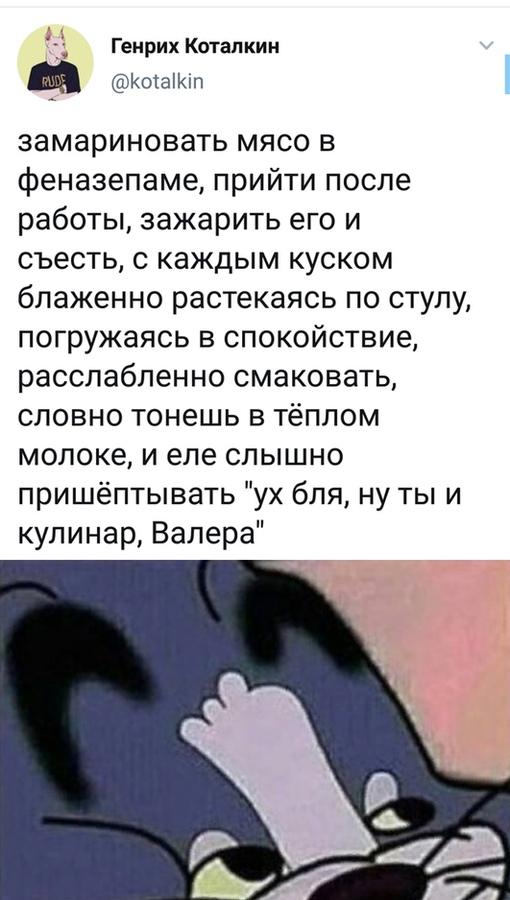 Генрих Коталкин
@kotalkin
RUDE
замариновать мясо в
феназепаме, прийти после
работы, зажарить его и
съесть, с каждым куском
блаженно растекаясь по стулу,
погружаясь в спокойствие,
расслабленно смаковать,
словно тонешь в тёплом
молоке, и еле слышно
пришёптывать "ух бля, ну ты и
кулинар, Валера"